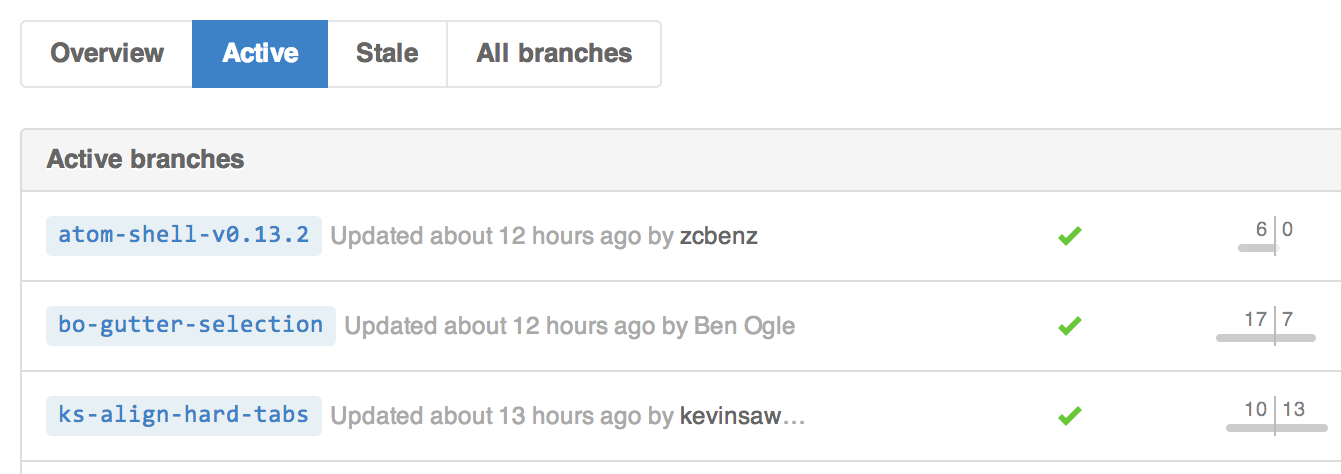 Overview Active Stale All branches
Active branches
atom-shell-v0.13.2 Updated about 12 hours ago by zcbenz 6 0
bo-gutter-selection Updated about 12 hours ago by Ben Ogle 17 7
ks-align-hard-tabs Updated about 13 hours ago by kevinsaw… 10 13